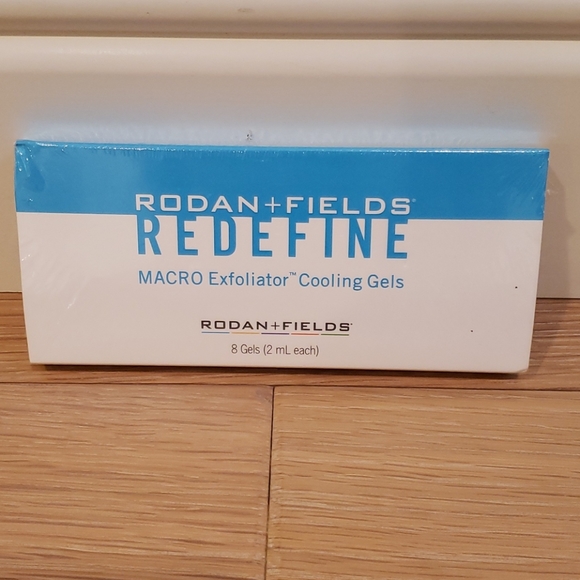 RODAN+FIELDS®
REDEFINE
MACRO Exfoliator™ Cooling Gels
RODAN+FIELDS®
8 Gels (2 mL each)